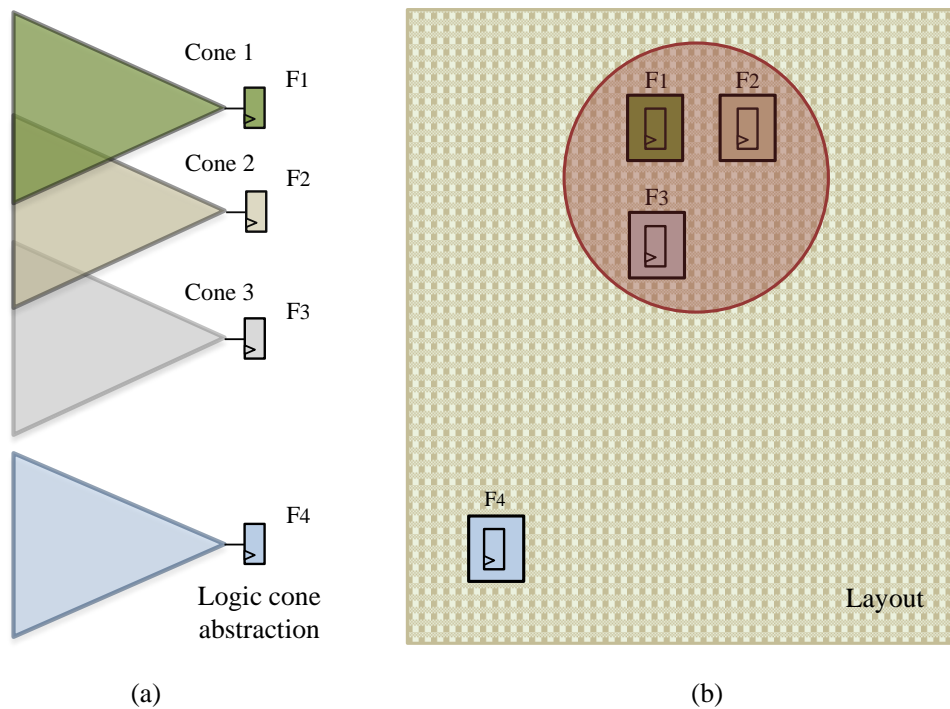 Cone 1
F1
Cone 2
F2
Cone 3
F3
F4
Logic cone
abstraction
(a)
F1
F2
F3
F4
Layout
(b)